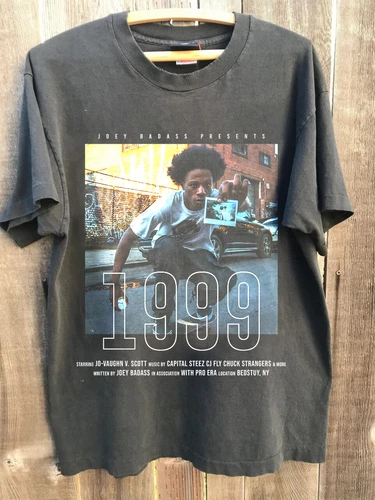 JOEY BADASS PRESENTS
1999
STARRING JO-VAUGHN V. SCOTT MUSIC BY CAPITAL STEEZ CJ FLY CHUCK STRANGERS & MORE
WRITTEN BY JOEY BADASS IN ASSOCIATION WITH PRO ERA LOCATION BEDSTUY, NY